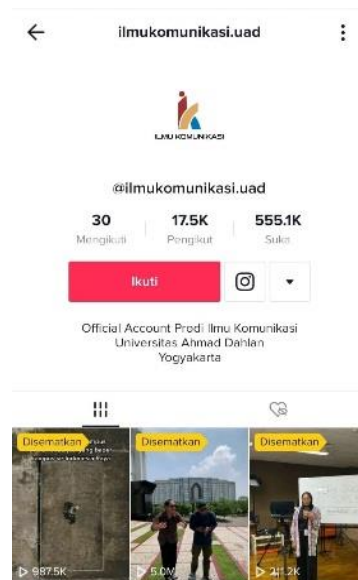 ilmukomunikasi.uad
ILMU KOMUNIKASI
@ilmukomunikasi.uad
30 17.5K 555.1K
Mengikuti Pengikut Suka
Ikuti
Official Account Prodi Ilmu Komunikasi
Universitas Ahmad Dahlan
Yogyakarta
Disematkan Disematkan Disematkan
987.5K 5.0M 211.2K